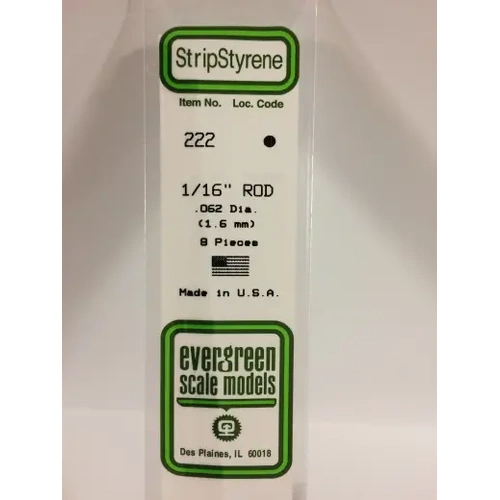 StripStyrene
Item No. Loc. Code
222
1/16" ROD
.062 Dia.
(1.6 mm)
8 Pieces
Made in U.S.A.
evergreen
scale models
Des Plaines, IL 60018